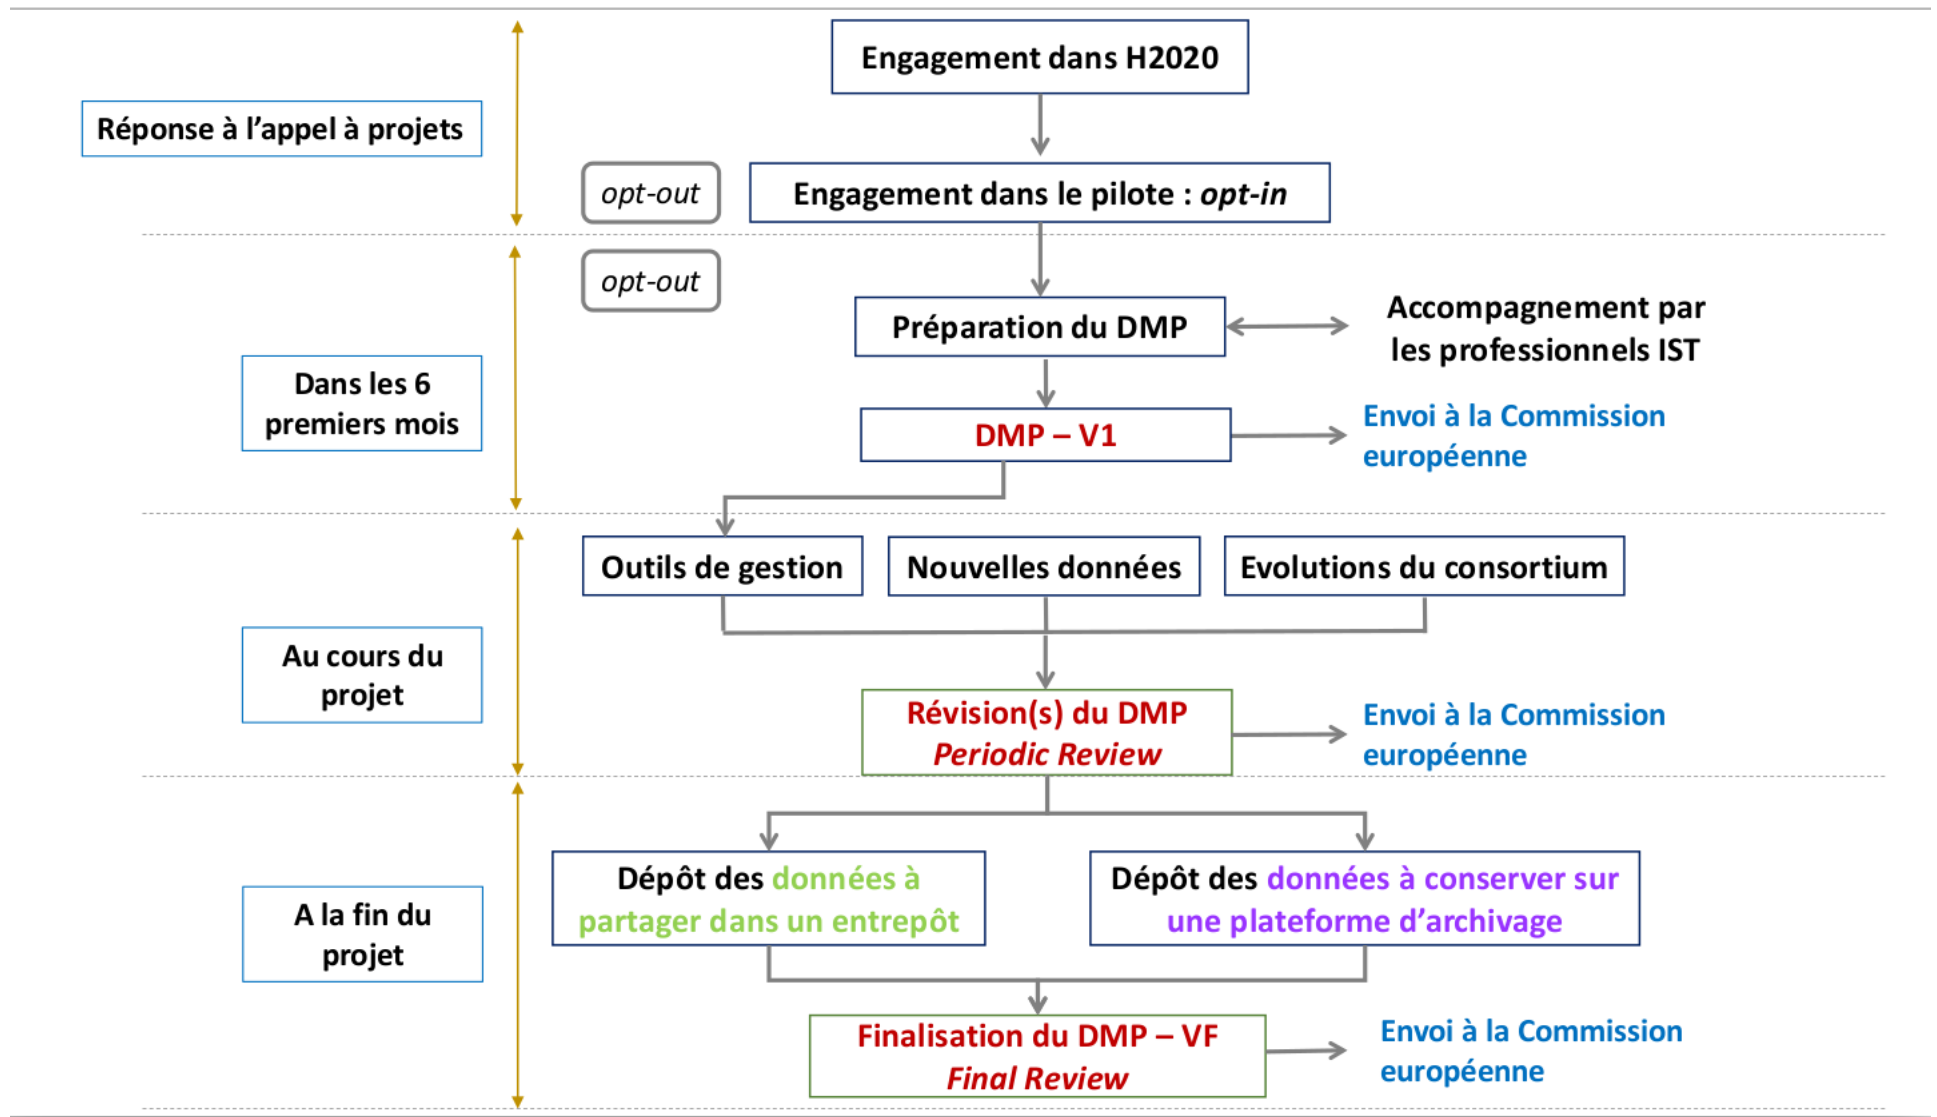 Engagement dans H2020
Réponse à l’appel à projets
opt-out
Engagement dans le pilote : opt-in
opt-out
Préparation du DMP
Accompagnement par
les professionnels IST
Dans les 6
premiers mois
DMP – V1
Envoi à la Commission
européenne
Outils de gestion
Nouvelles données
Evolutions du consortium
Au cours du
projet
Révision(s) du DMP
Periodic Review
Envoi à la Commission
européenne
A la fin du
projet
Dépôt des données à
partager dans un entrepôt
Dépôt des données à conserver sur
une plateforme d’archivage
Finalisation du DMP – VF
Final Review
Envoi à la Commission
européenne